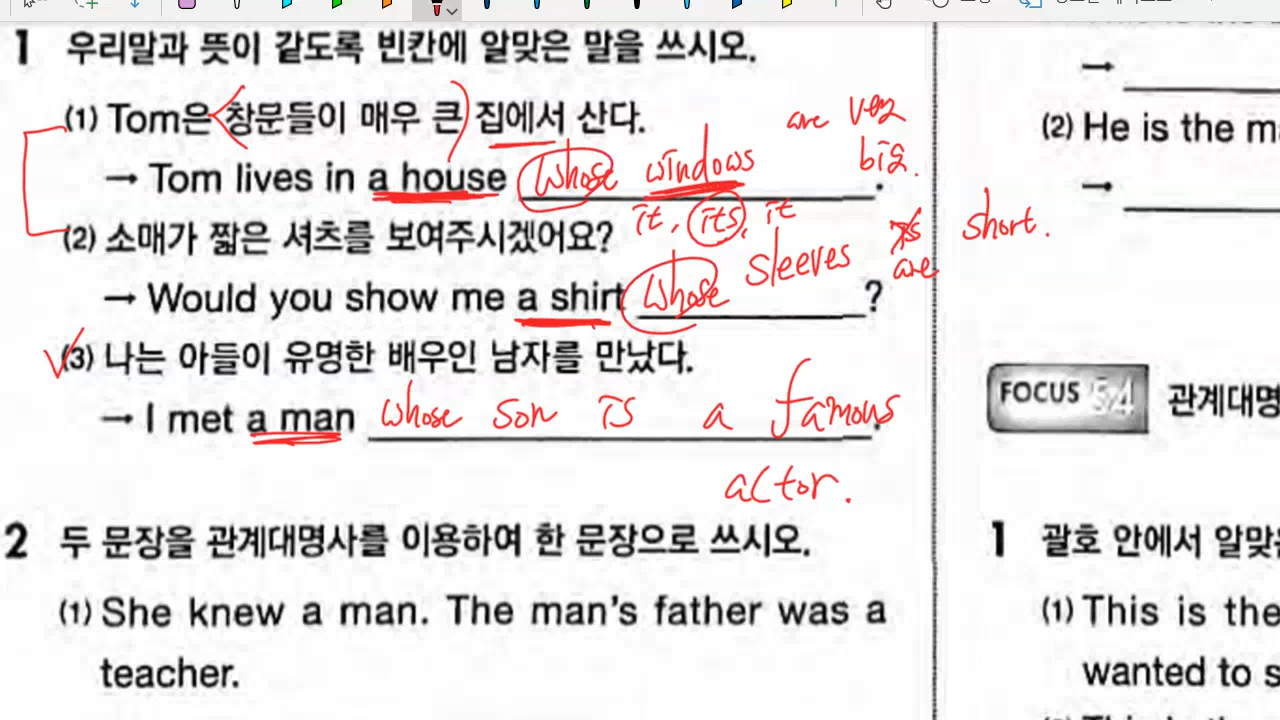 1 우리말과 뜻이 같도록 빈칸에 알맞은 말을 쓰시오.
(1) Tom은 창문들이 매우 큰 집에서 산다.
→ Tom lives in a house whose windows are very big.
it, its, it
(2) 소매가 짧은 셔츠를 보여주시겠어요?
→ Would you show me a shirt whose sleeves are short. ?
(3) 나는 아들이 유명한 배우인 남자를 만났다.
→ I met a man whose son is a famous
actor.
2 두 문장을 관계대명사를 이용하여 한 문장으로 쓰시오.
(1) She knew a man. The man's father was a
teacher.
→
(2) He is the
→
FOCUS 54 관계대명
1 괄호 안에서
(1) This is the
wanted to